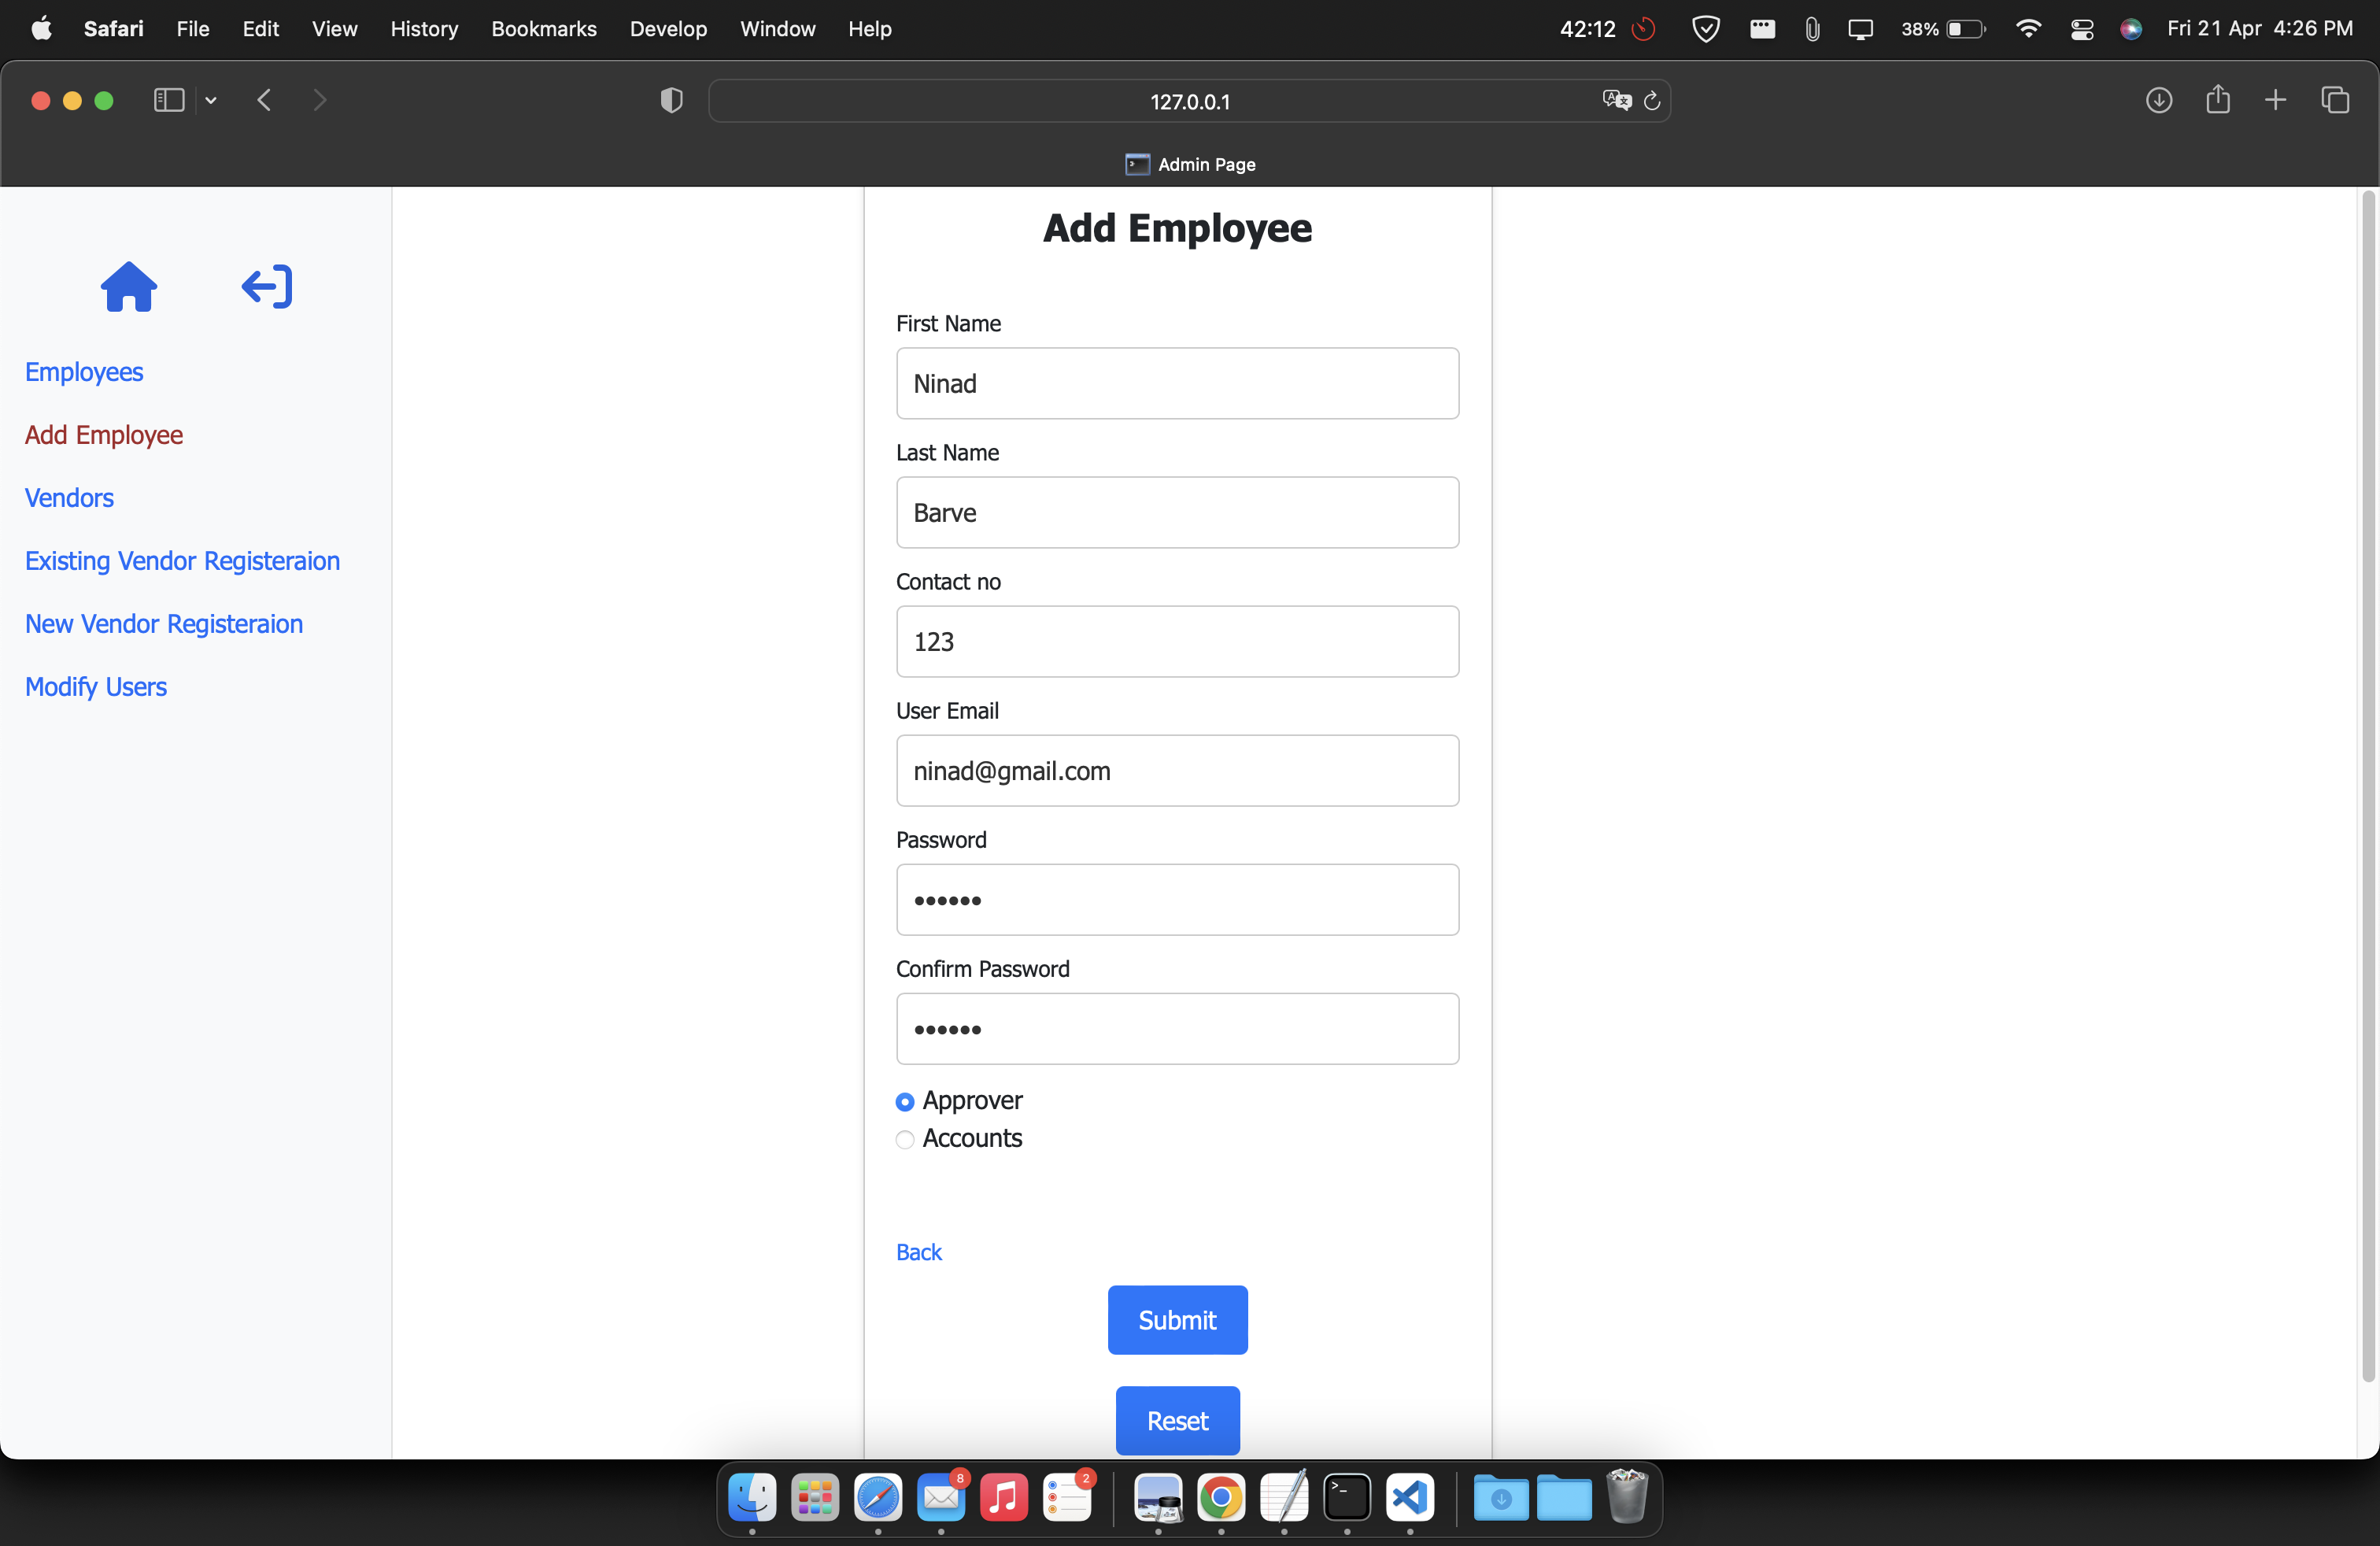 Safari File Edit View History Bookmarks Develop Window Help 42:12 38% Fri 21 Apr 4:26 PM
127.0.0.1
Admin Page
Add Employee
Employees
Add Employee
Vendors
Existing Vendor Registeraion
New Vendor Registeraion
Modify Users
First Name
Ninad
Last Name
Barve
Contact no
123
User Email
ninad@gmail.com
Password
••••••
Confirm Password
••••••
Approver
Accounts
Back
Submit
Reset
8
2